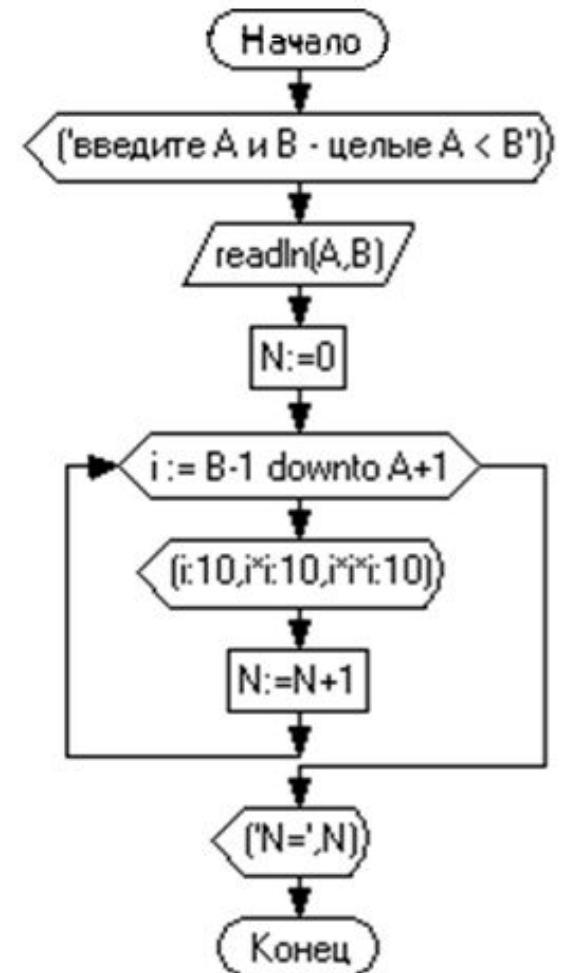 Начало
('введите A и B - целые A < B')
readln(A,B)
N:=0
i := B-1 downto A+1
(i:10,i*i:10,i*i*i:10)
N:=N+1
('N=',N)
Конец